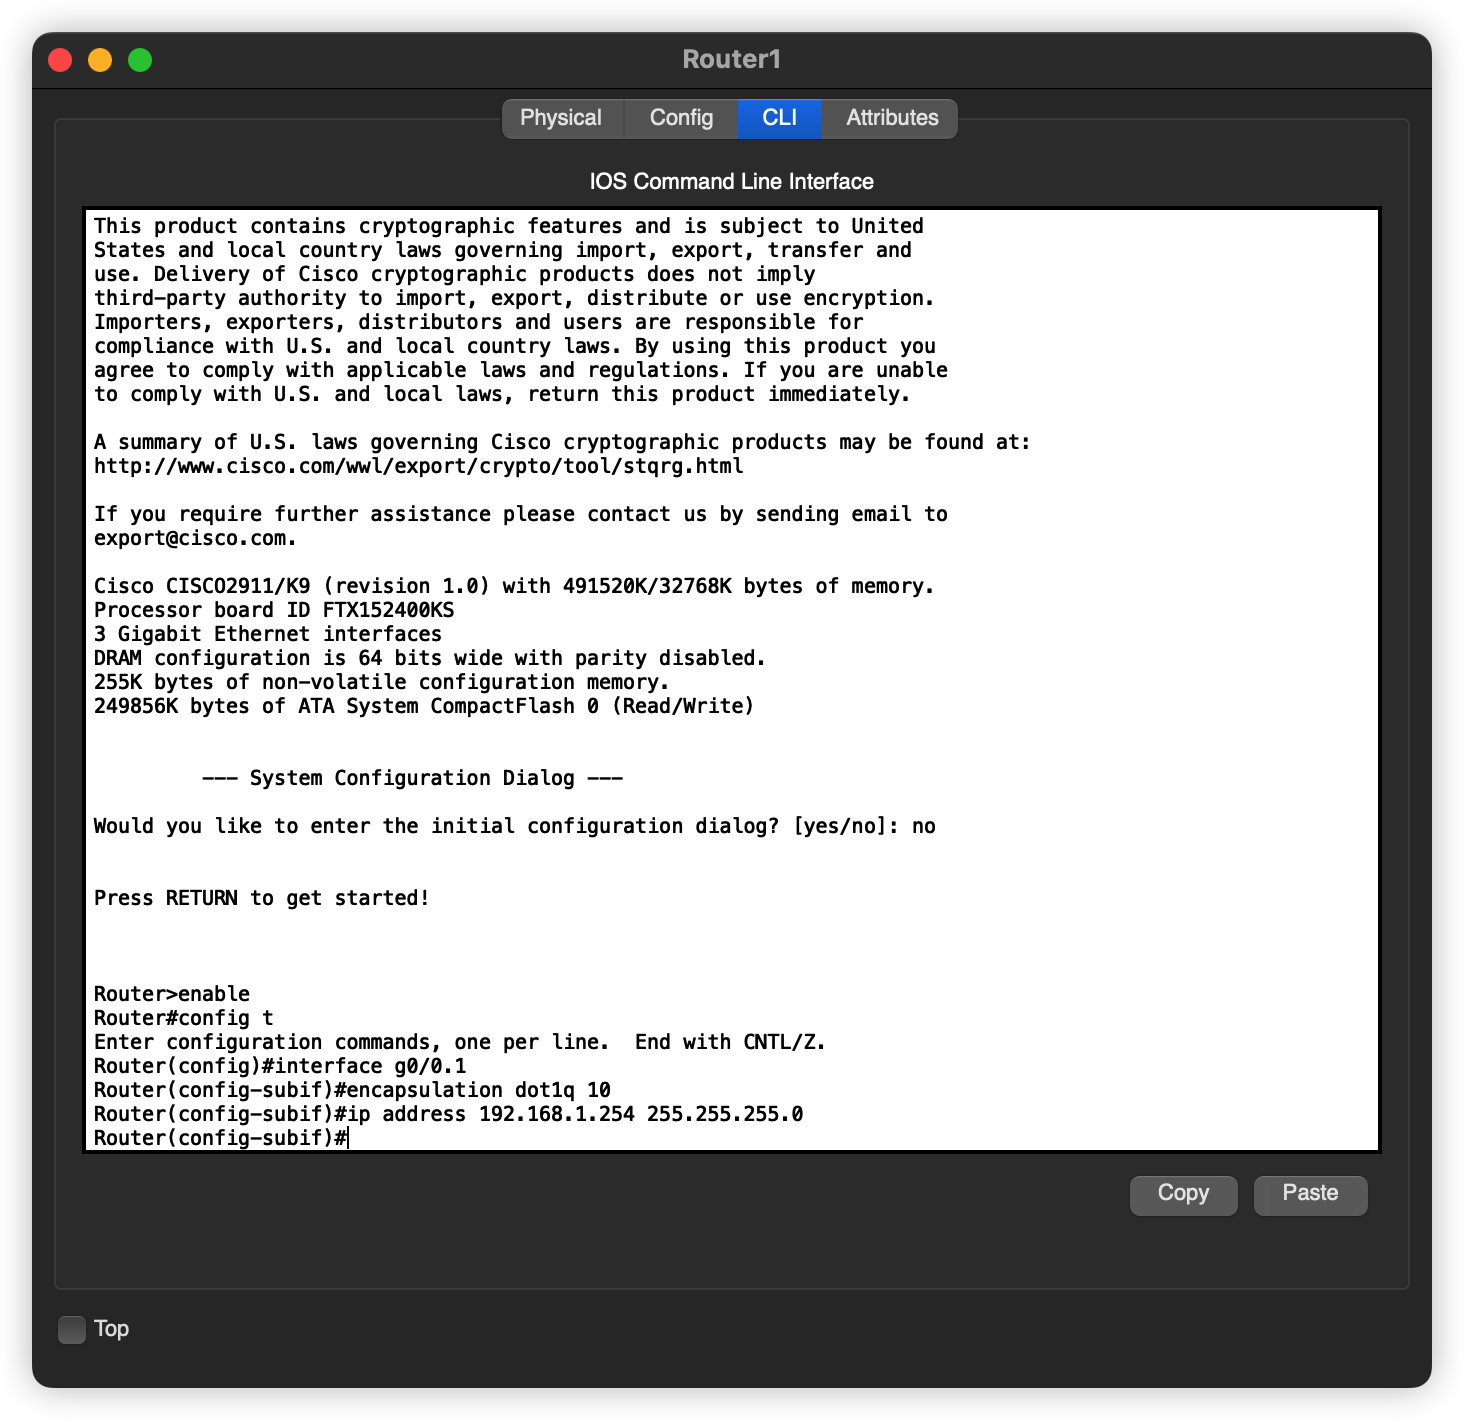 Router1
Physical Config CLI Attributes
IOS Command Line Interface
This product contains cryptographic features and is subject to United
States and local country laws governing import, export, transfer and
use. Delivery of Cisco cryptographic products does not imply
third-party authority to import, export, distribute or use encryption.
Importers, exporters, distributors and users are responsible for
compliance with U.S. and local country laws. By using this product you
agree to comply with applicable laws and regulations. If you are unable
to comply with U.S. and local laws, return this product immediately.
A summary of U.S. laws governing Cisco cryptographic products may be found at:
http://www.cisco.com/wwl/export/crypto/tool/stqrg.html
If you require further assistance please contact us by sending email to
export@cisco.com.
Cisco CISCO2911/K9 (revision 1.0) with 491520K/32768K bytes of memory.
Processor board ID FTX152400KS
3 Gigabit Ethernet interfaces
DRAM configuration is 64 bits wide with parity disabled.
255K bytes of non-volatile configuration memory.
249856K bytes of ATA System CompactFlash 0 (Read/Write)
--- System Configuration Dialog ---
Would you like to enter the initial configuration dialog? [yes/no]: no
Press RETURN to get started!
Router>enable
Router#config t
Enter configuration commands, one per line.  End with CNTL/Z.
Router(config)#interface g0/0.1
Router(config-subif)#encapsulation dot1q 10
Router(config-subif)#ip address 192.168.1.254 255.255.255.0
Router(config-subif)#
Copy Paste
Top